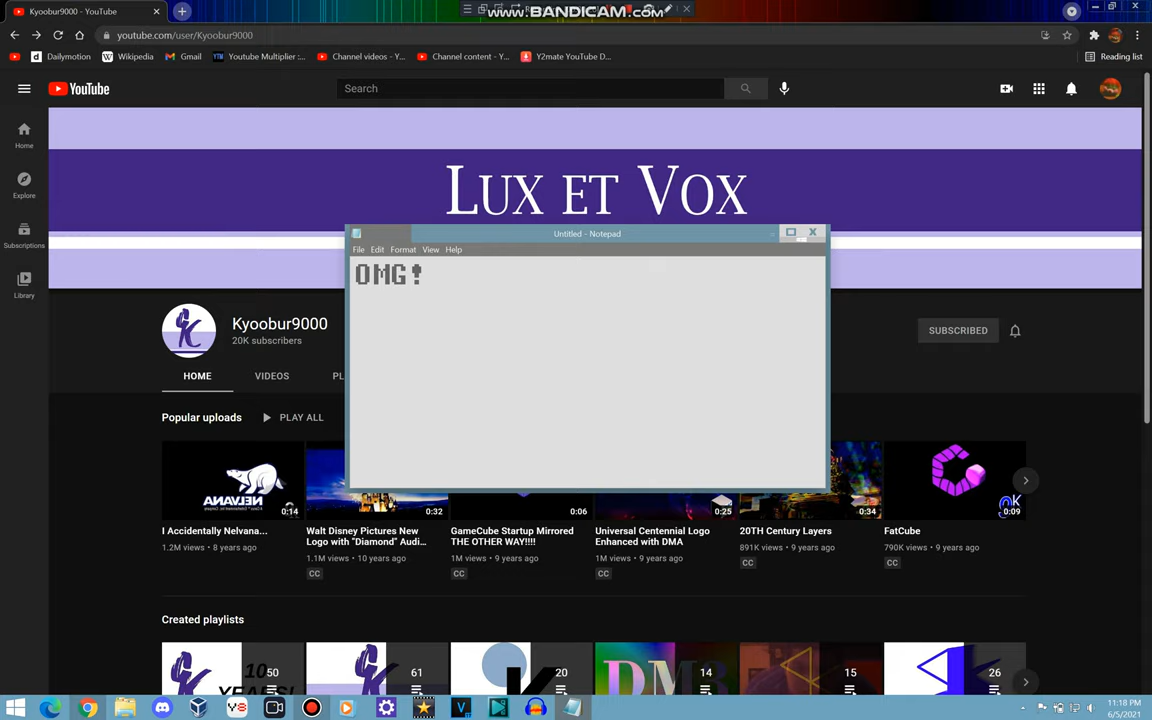 Kyoobur9000 - YouTube
WWW.BANDICAM.COM
youtube.com/user/Kyoobur9000
Dailymotion
Wikipedia
Gmail
Youtube Multiplier :...
Channel videos - Y...
Channel content - Y...
Y2mate YouTube D...
Reading list
YouTube
Search
Home
Explore
Subscriptions
Library
LUX ET VOX
Untitled - Notepad
File Edit Format View Help
OMG!
Kyoobur9000
20K subscribers
SUBSCRIBED
HOME
VIDEOS
PL
Popular uploads
PLAY ALL
NELVANA
0:14
0:32
0:06
0:25
0:34
0:09
I Accidentally Nelvana...
1.2M views • 8 years ago
Walt Disney Pictures New
Logo with "Diamond" Audi...
1.1M views • 10 years ago
CC
GameCube Startup Mirrored
THE OTHER WAY!!!!
1M views • 9 years ago
CC
Universal Centennial Logo
Enhanced with DMA
1M views • 9 years ago
CC
20TH Century Layers
891K views • 9 years ago
CC
FatCube
790K views • 9 years ago
CC
Created playlists
10
YEARS!
50
61
20
14
15
26
11:18 PM
6/5/2021